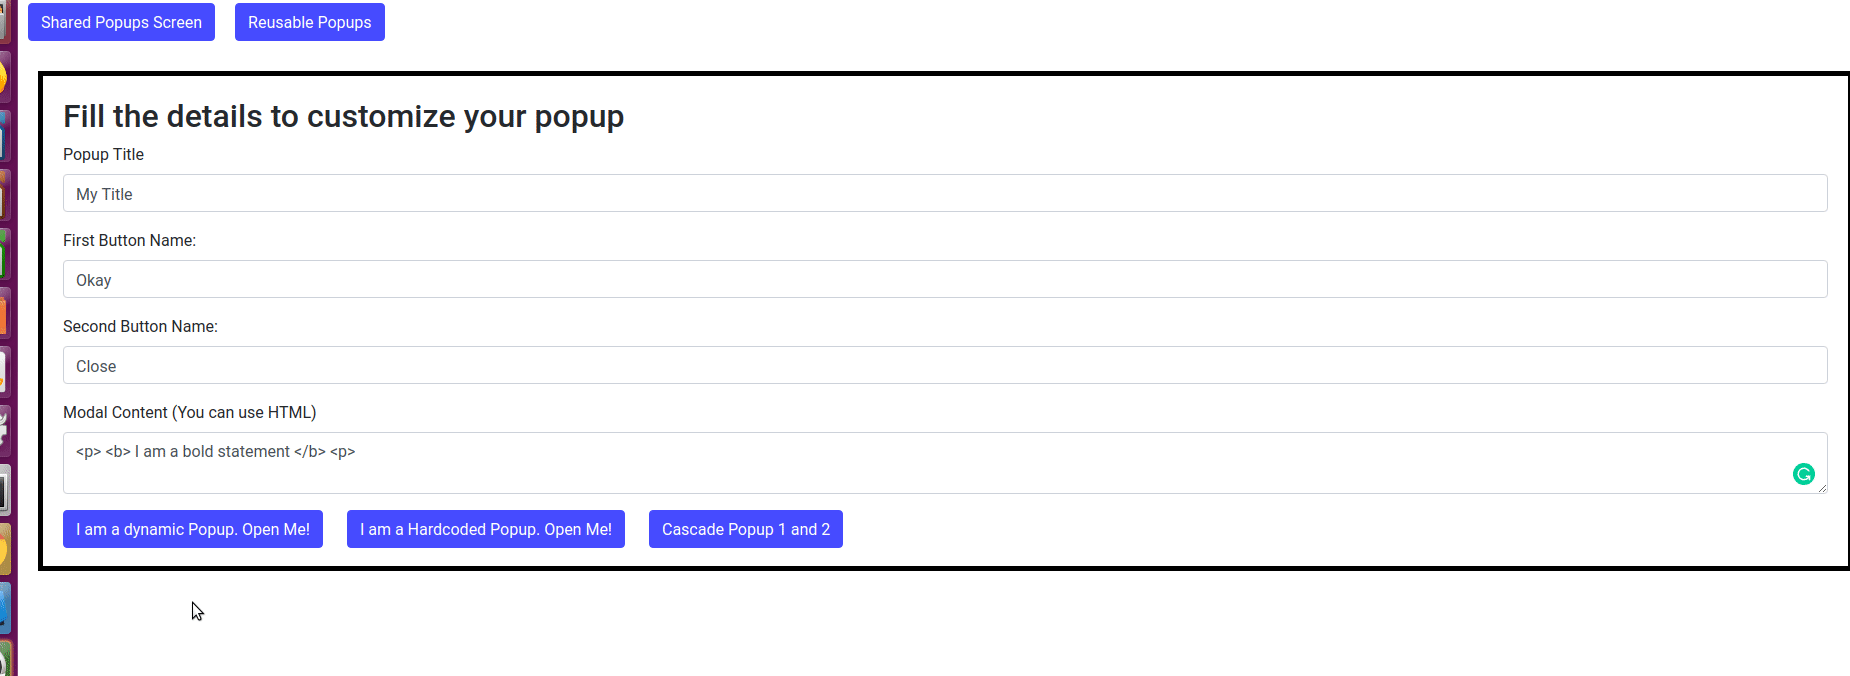 Shared Popups Screen Reusable Popups
Fill the details to customize your popup
Popup Title
My Title
First Button Name:
Okay
Second Button Name:
Close
Modal Content (You can use HTML)
<p> <b> I am a bold statement </b> <p>
I am a dynamic Popup. Open Me! I am a Hardcoded Popup. Open Me! Cascade Popup 1 and 2